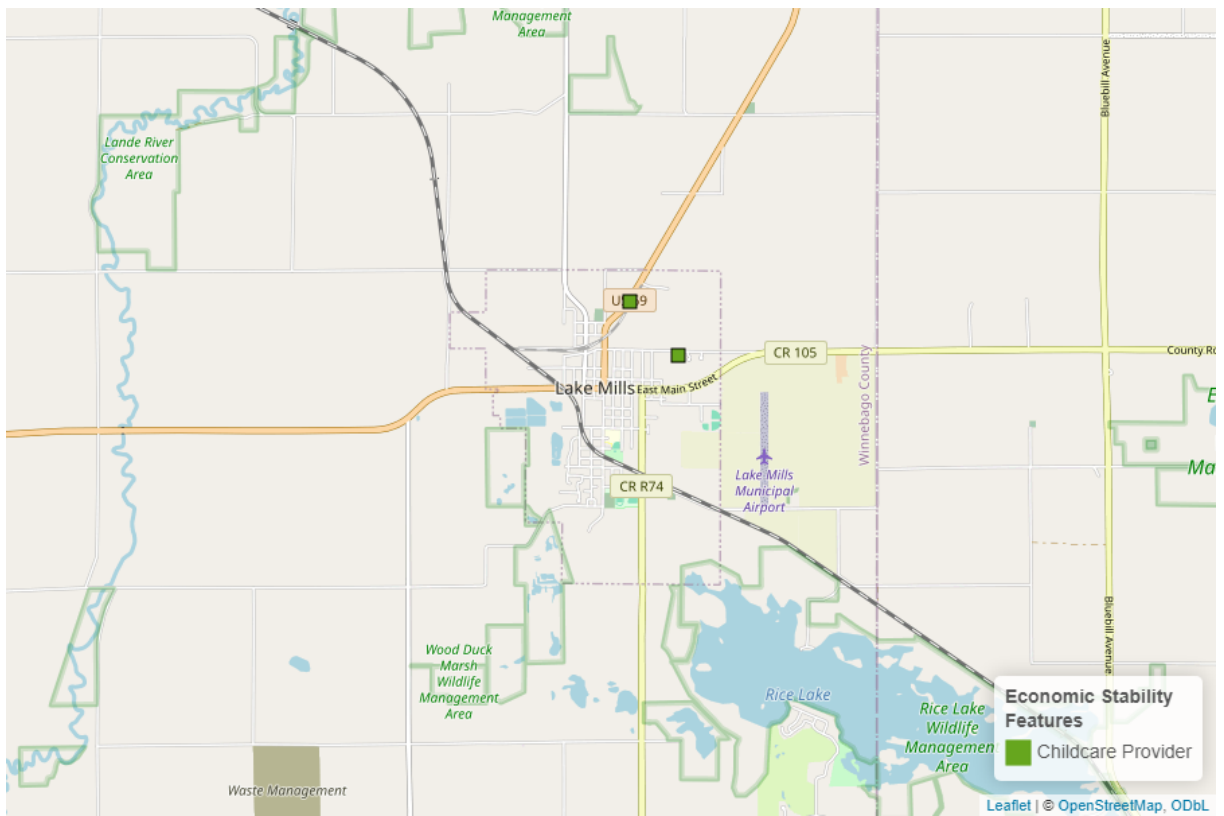 Management
Area
Bluebill Avenue
Lande River
Conservation
Area
CR 105
County Ro
Lake Mills
East Main Street
Winnebago County
E
Ma
Lake Mills
Municipal
Airport
CR R74
Bluebill Avenue
Wood Duck
Marsh
Wildlife
Management
Area
Rice Lake
Rice Lake
Wildlife
Management
Area
Waste Management
Economic Stability
Features
Childcare Provider
Leaflet | © OpenStreetMap, ODbL